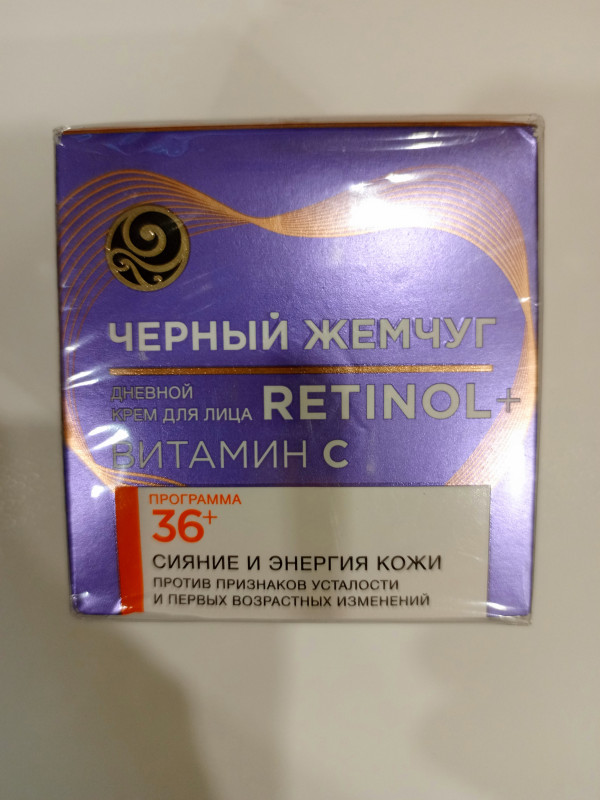 ЧЕРНЫЙ ЖЕМЧУГ
ДНЕВНОЙ
КРЕМ ДЛЯ ЛИЦА RETINOL+
ВИТАМИН С
ПРОГРАММА
36+
СИЯНИЕ И ЭНЕРГИЯ КОЖИ
ПРОТИВ ПРИЗНАКОВ УСТАЛОСТИ
И ПЕРВЫХ ВОЗРАСТНЫХ ИЗМЕНЕНИЙ